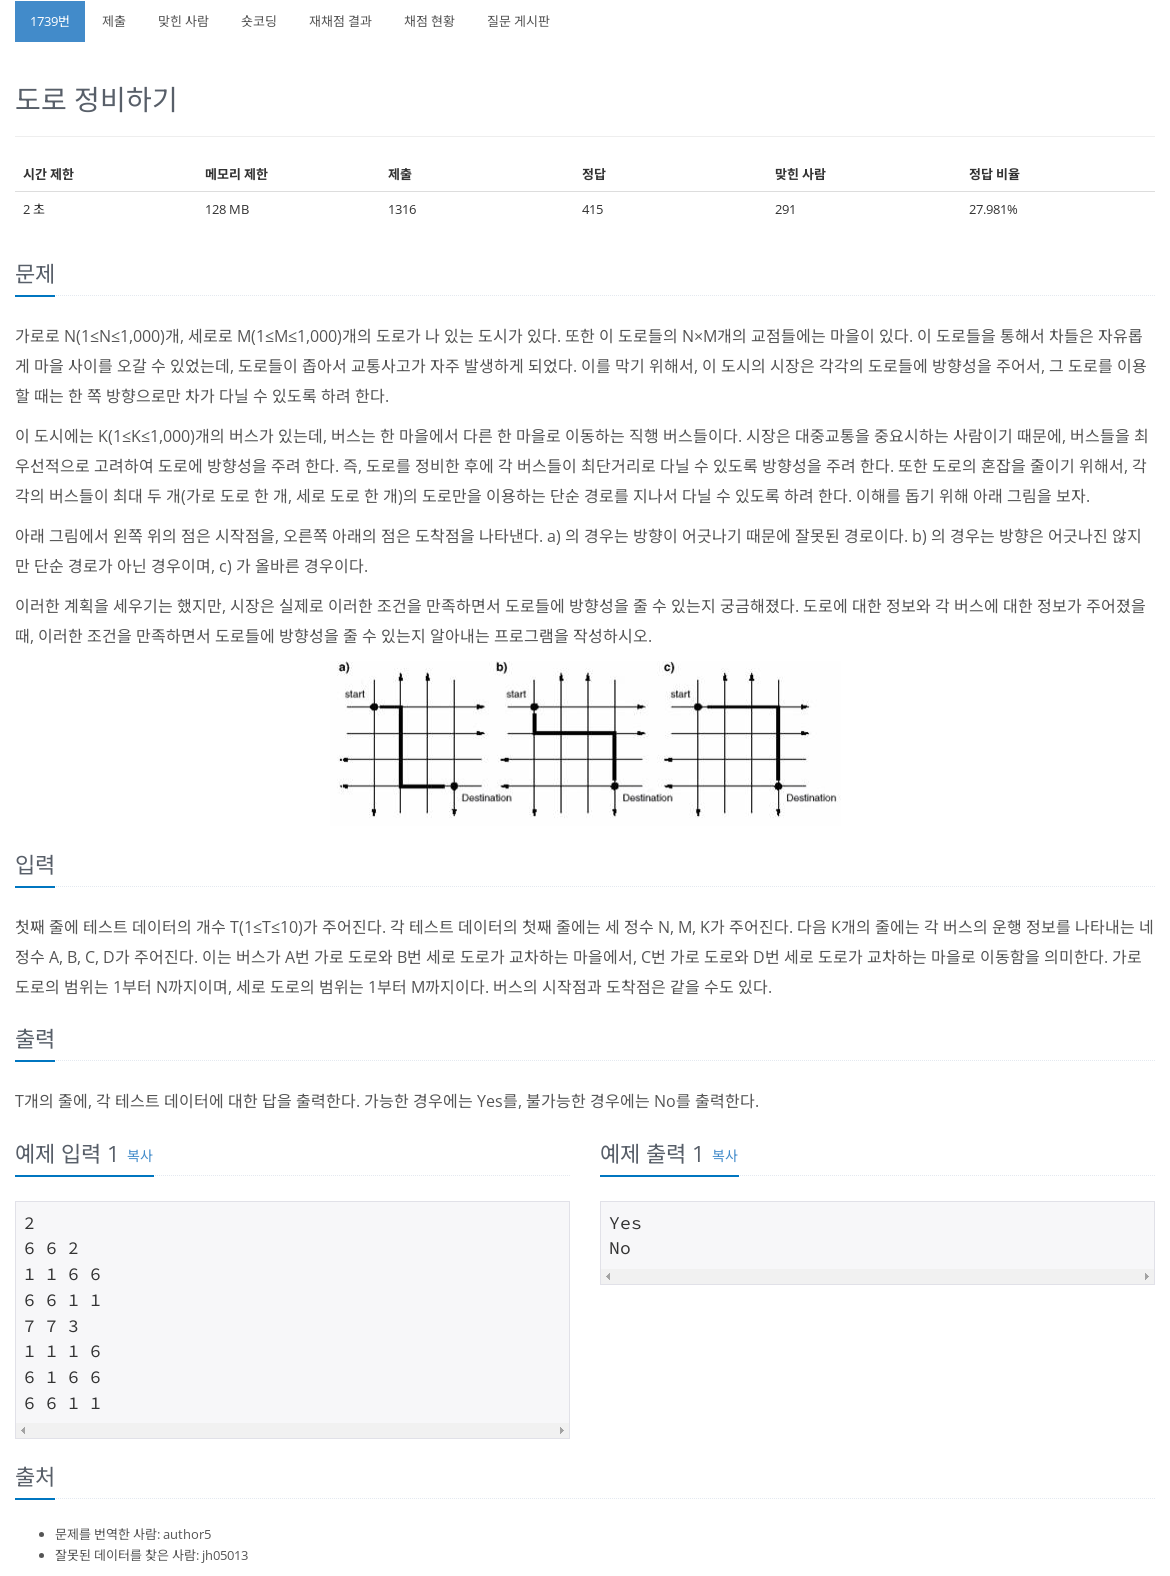 1739번 제출 맞힌 사람 숏코딩 재채점 결과 채점 현황 질문 게시판
도로 정비하기
시간 제한 메모리 제한 제출 정답 맞힌 사람 정답 비율
2 초 128 MB 1316 415 291 27.981%
문제
가로로 N(1≤N≤1,000)개, 세로로 M(1≤M≤1,000)개의 도로가 나 있는 도시가 있다. 또한 이 도로들의 N×M개의 교점들에는 마을이 있다. 이 도로들을 통해서 차들은 자유롭
게 마을 사이를 오갈 수 있었는데, 도로들이 좁아서 교통사고가 자주 발생하게 되었다. 이를 막기 위해서, 이 도시의 시장은 각각의 도로들에 방향성을 주어서, 그 도로를 이용
할 때는 한 쪽 방향으로만 차가 다닐 수 있도록 하려 한다.
이 도시에는 K(1≤K≤1,000)개의 버스가 있는데, 버스는 한 마을에서 다른 한 마을로 이동하는 직행 버스들이다. 시장은 대중교통을 중요시하는 사람이기 때문에, 버스들을 최
우선적으로 고려하여 도로에 방향성을 주려 한다. 즉, 도로를 정비한 후에 각 버스들이 최단거리로 다닐 수 있도록 방향성을 주려 한다. 또한 도로의 혼잡을 줄이기 위해서, 각
각의 버스들이 최대 두 개(가로 도로 한 개, 세로 도로 한 개)의 도로만을 이용하는 단순 경로를 지나서 다닐 수 있도록 하려 한다. 이해를 돕기 위해 아래 그림을 보자.
아래 그림에서 왼쪽 위의 점은 시작점을, 오른쪽 아래의 점은 도착점을 나타낸다. a) 의 경우는 방향이 어긋나기 때문에 잘못된 경로이다. b) 의 경우는 방향은 어긋나진 않지
만 단순 경로가 아닌 경우이며, c) 가 올바른 경우이다.
이러한 계획을 세우기는 했지만, 시장은 실제로 이러한 조건을 만족하면서 도로들에 방향성을 줄 수 있는지 궁금해졌다. 도로에 대한 정보와 각 버스에 대한 정보가 주어졌을
때, 이러한 조건을 만족하면서 도로들에 방향성을 줄 수 있는지 알아내는 프로그램을 작성하시오.
a) b) c)
start start start
Destination Destination Destination
입력
첫째 줄에 테스트 데이터의 개수 T(1≤T≤10)가 주어진다. 각 테스트 데이터의 첫째 줄에는 세 정수 N, M, K가 주어진다. 다음 K개의 줄에는 각 버스의 운행 정보를 나타내는 네
정수 A, B, C, D가 주어진다. 이는 버스가 A번 가로 도로와 B번 세로 도로가 교차하는 마을에서, C번 가로 도로와 D번 세로 도로가 교차하는 마을로 이동함을 의미한다. 가로
도로의 범위는 1부터 N까지이며, 세로 도로의 범위는 1부터 M까지이다. 버스의 시작점과 도착점은 같을 수도 있다.
출력
T개의 줄에, 각 테스트 데이터에 대한 답을 출력한다. 가능한 경우에는 Yes를, 불가능한 경우에는 No를 출력한다.
예제 입력 1 복사
2
6 6 2
1 1 6 6
6 6 1 1
7 7 3
1 1 1 6
6 1 6 6
6 6 1 1
예제 출력 1 복사
Yes
No
출처
문제를 번역한 사람: author5
잘못된 데이터를 찾은 사람: jh05013